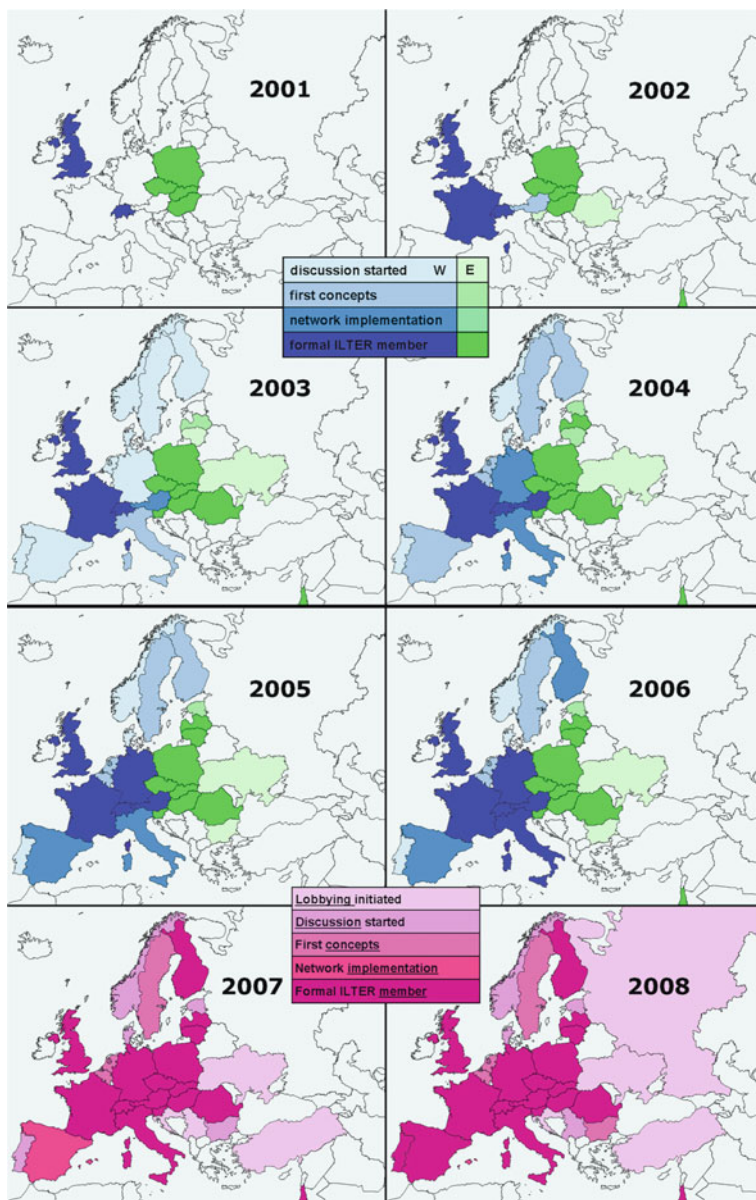 2001
2002
discussion started W E
first concepts
network implementation
formal ILTER member
2003
2004
2005
2006
Lobbying initiated
Discussion started
First concepts
Network implementation
Formal ILTER member
2007
2008